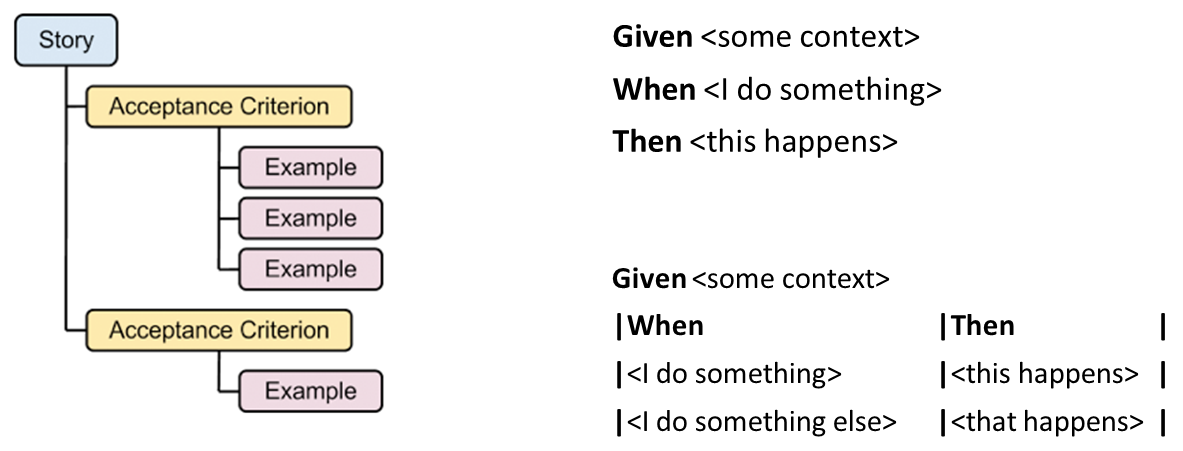 Story
Acceptance Criterion
Example
Example
Example
Acceptance Criterion
Example
Given <some context>
When <I do something>
Then <this happens>
Given <some context>
|When |Then |
|<I do something> |<this happens> |
|<I do something else> |<that happens> |